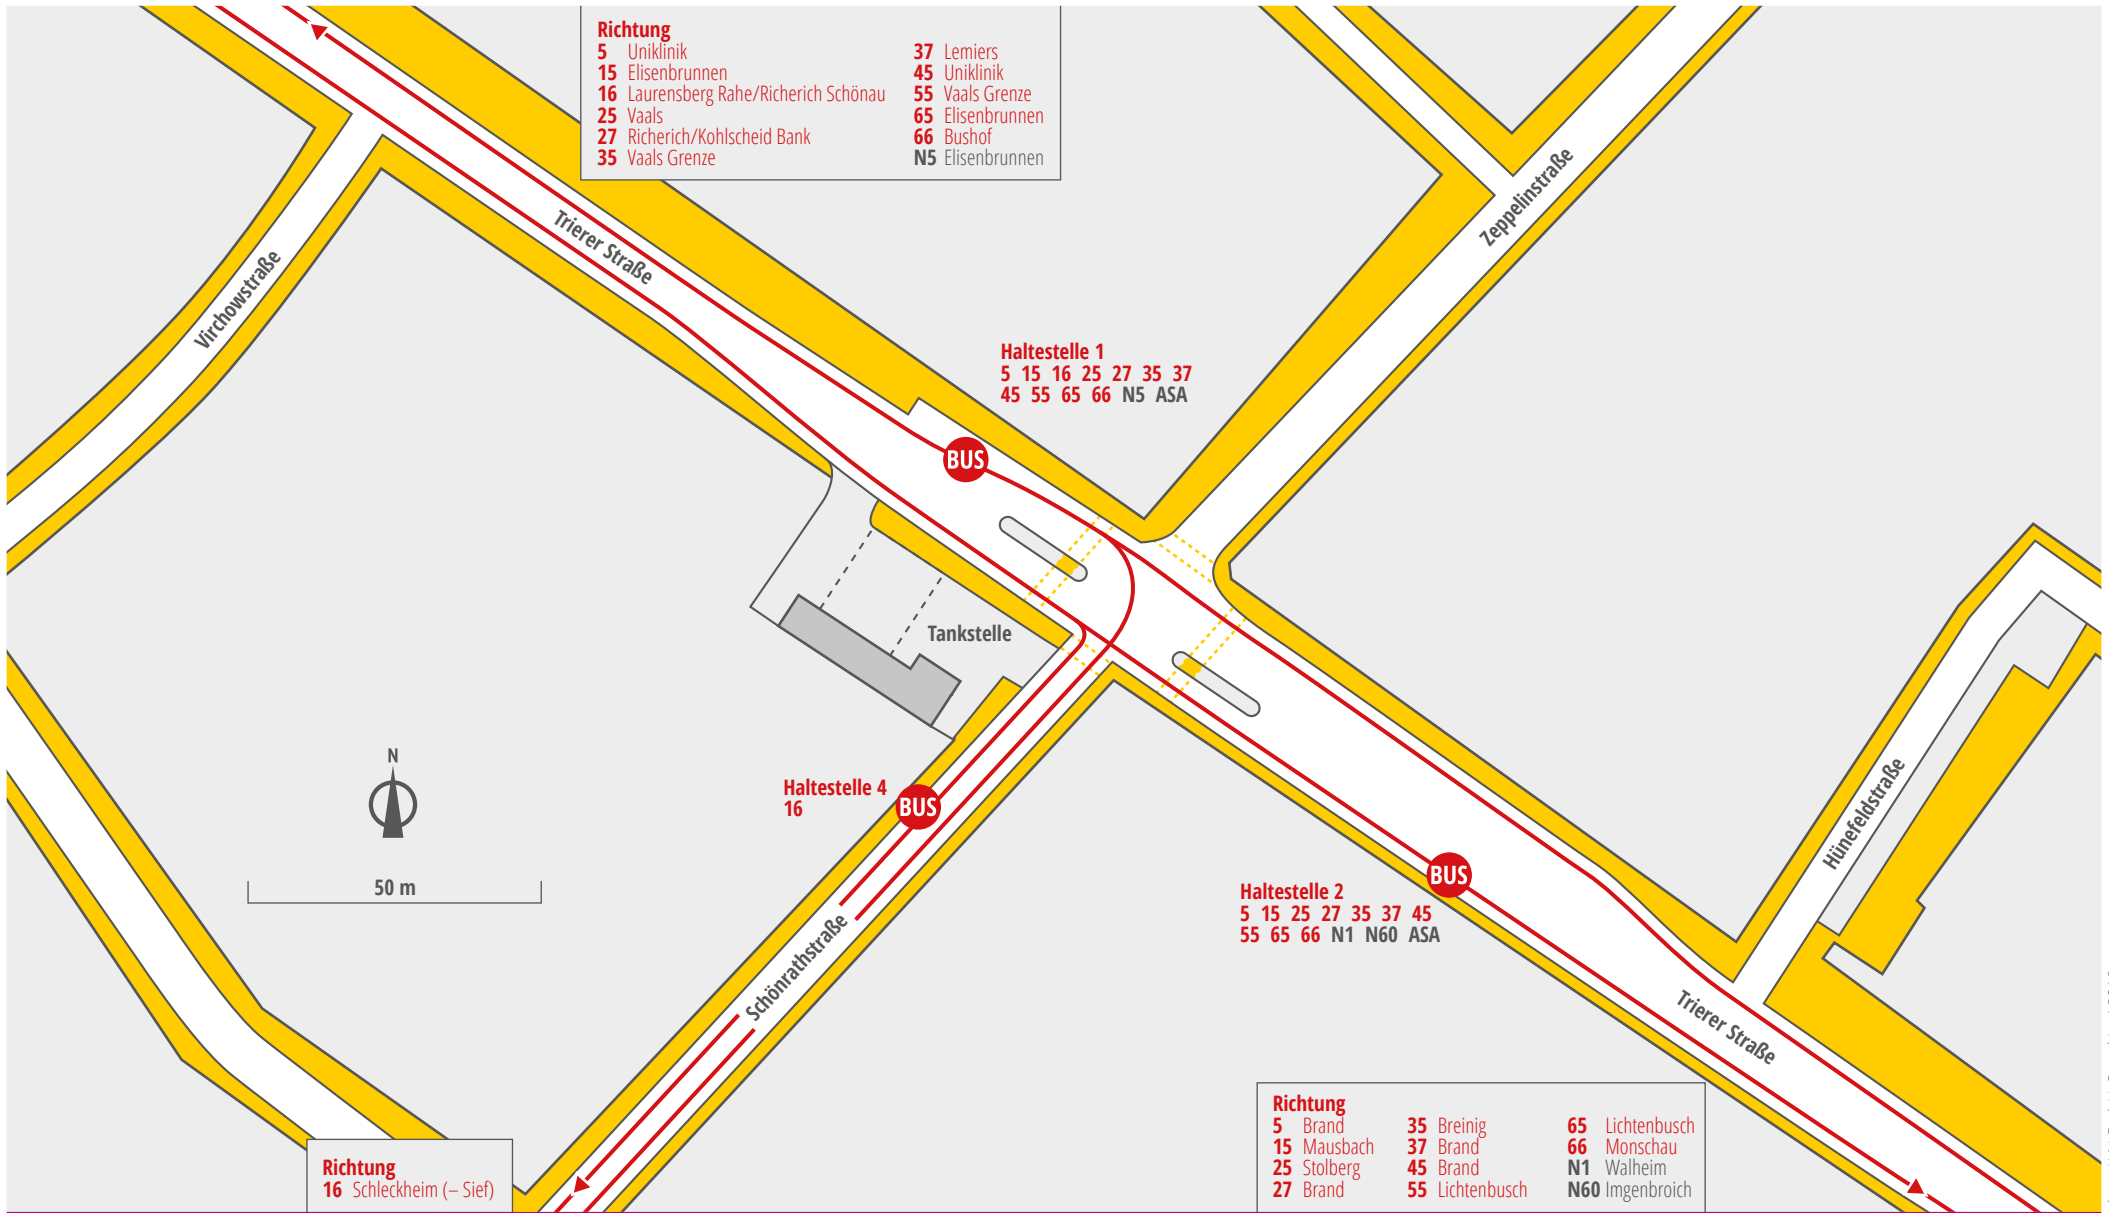 Richtung
5 Uniklinik
15 Elisenbrunnen
16 Laurensberg Rahe/Richerich Schönau
25 Vaals
27 Richerich/Kohlscheid Bank
35 Vaals Grenze
37 Lemiers
45 Uniklinik
55 Vaals Grenze
65 Elisenbrunnen
66 Bushof
N5 Elisenbrunnen
Zeppelinstraße
Trierer Straße
Virchowstraße
Haltestelle 1
5 15 16 25 27 35 37
45 55 65 66 N5 ASA
BUS
Tankstelle
N
50 m
Haltestelle 4
16
BUS
Schönrathstraße
Haltestelle 2
5 15 25 27 35 37 45
55 65 66 N1 N60 ASA
BUS
Hünefeldstraße
Trierer Straße
Richtung
16 Schleckheim (– Sief)
Richtung
5 Brand
15 Mausbach
25 Stolberg
27 Brand
35 Breinig
37 Brand
45 Brand
55 Lichtenbusch
65 Lichtenbusch
66 Monschau
N1 Walheim
N60 Imgenbroich